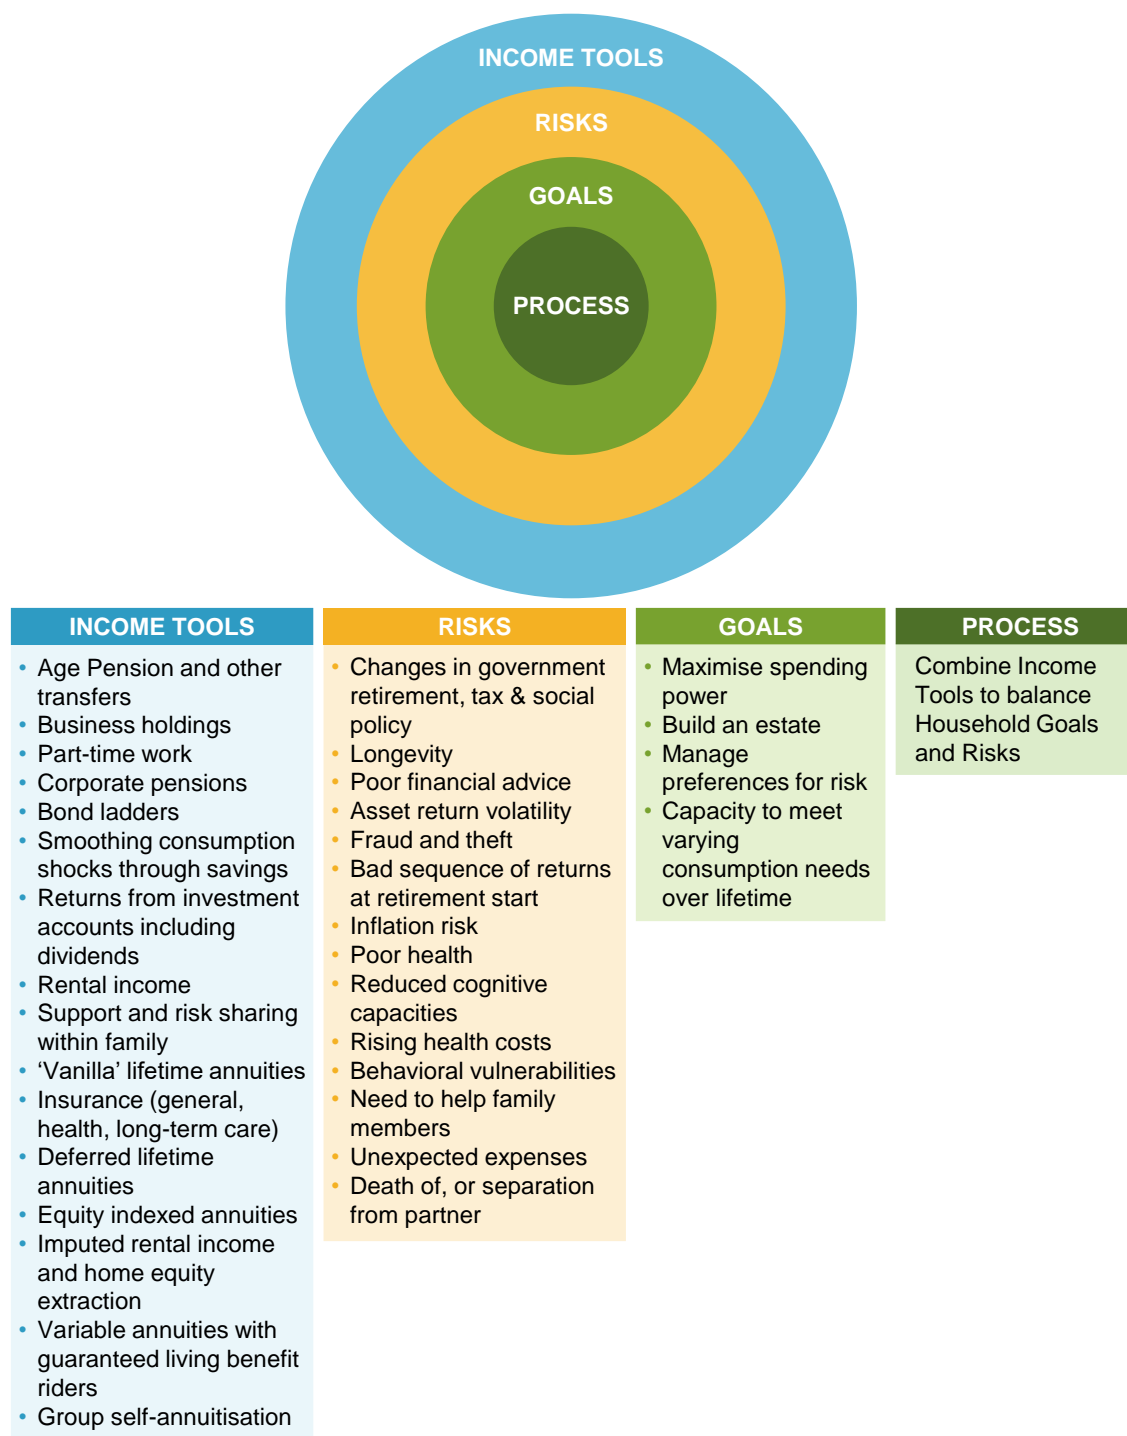 INCOME TOOLS
RISKS
GOALS
PROCESS
INCOME TOOLS
• Age Pension and other
transfers
• Business holdings
• Part-time work
• Corporate pensions
• Bond ladders
• Smoothing consumption
shocks through savings
• Returns from investment
accounts including
dividends
• Rental income
• Support and risk sharing
within family
• ‘Vanilla’ lifetime annuities
• Insurance (general,
health, long-term care)
• Deferred lifetime
annuities
• Equity indexed annuities
• Imputed rental income
and home equity
extraction
• Variable annuities with
guaranteed living benefit
riders
• Group self-annuitisation
RISKS
• Changes in government
retirement, tax & social
policy
• Longevity
• Poor financial advice
• Asset return volatility
• Fraud and theft
• Bad sequence of returns
at retirement start
• Inflation risk
• Poor health
• Reduced cognitive
capacities
• Rising health costs
• Behavioral vulnerabilities
• Need to help family
members
• Unexpected expenses
• Death of, or separation
from partner
GOALS
• Maximise spending
power
• Build an estate
• Manage
preferences for risk
• Capacity to meet
varying
consumption needs
over lifetime
PROCESS
Combine Income
Tools to balance
Household Goals
and Risks